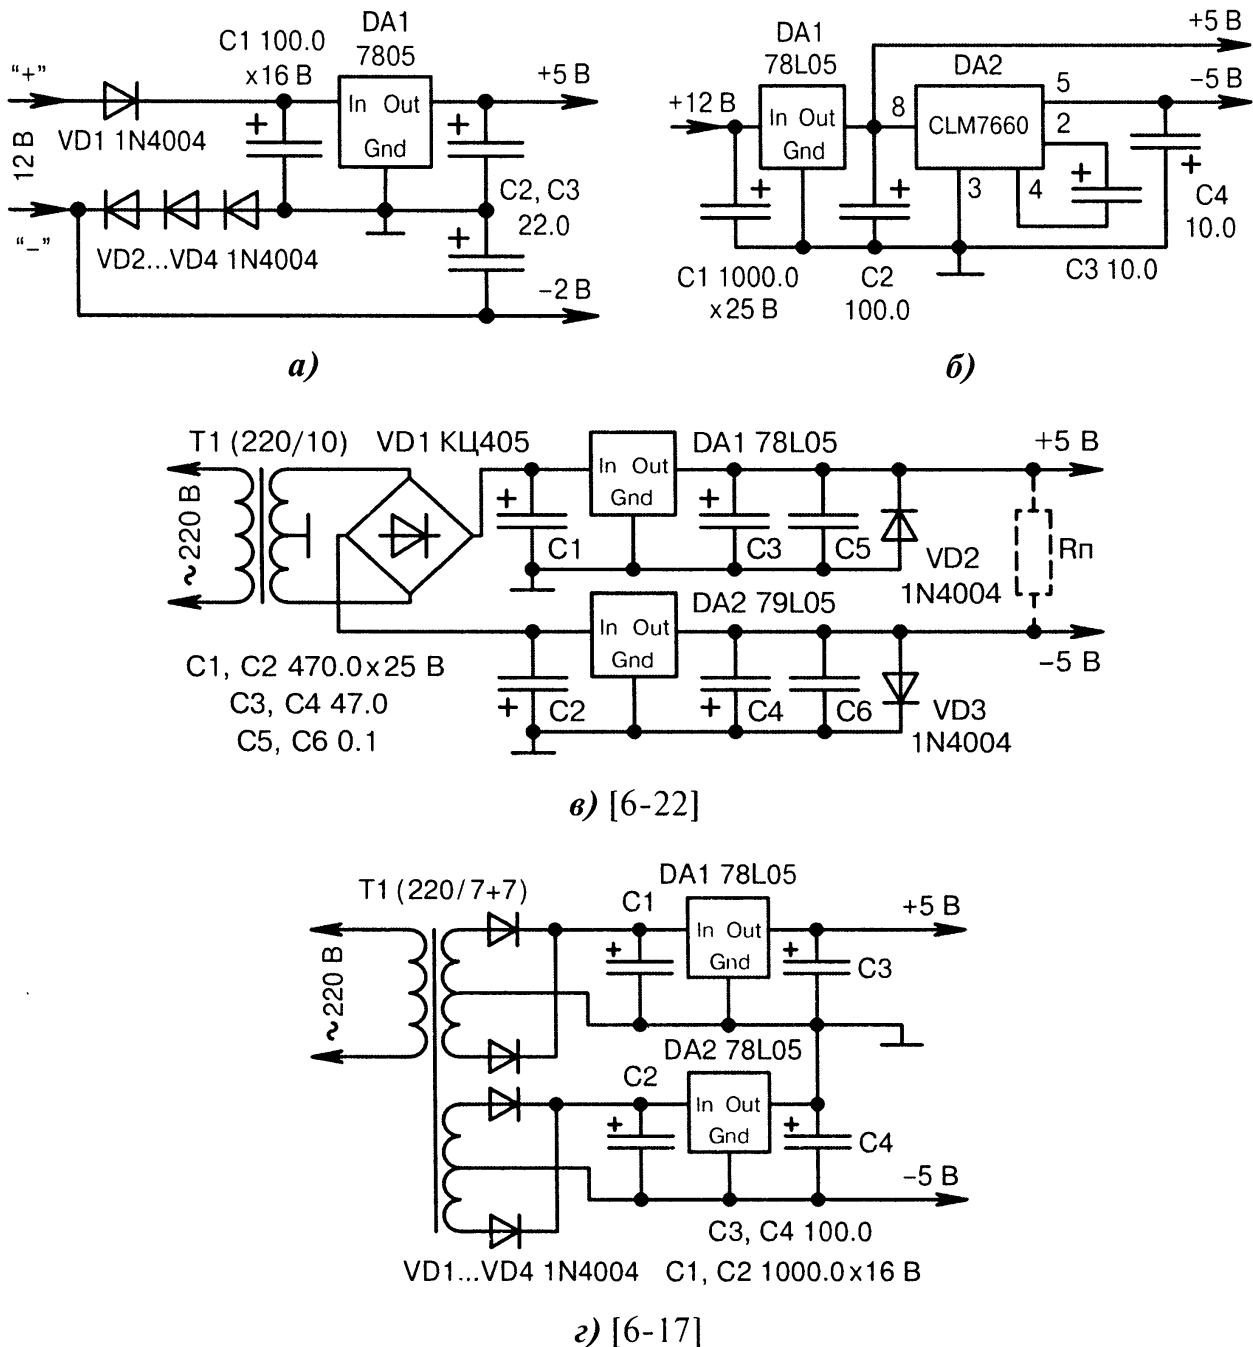 DA1
7805
C1 100.0
x16 В
“+”
12 В
“–”
VD1 1N4004
In Out
Gnd
+5 В
C2, C3
22.0
VD2...VD4 1N4004
–2 В
а)
DA1
78L05
+12 В
In Out
Gnd
DA2
CLM7660
8
5
2
3
4
+5 В
–5 В
C1 1000.0
x25 В
C2
100.0
C3 10.0
C4
10.0
б)
T1 (220/10)
VD1 КЦ405
~220 В
In Out
Gnd
DA1 78L05
+5 В
C1
C3
C5
VD2
1N4004
Rп
DA2 79L05
In Out
Gnd
–5 В
C1, C2 470.0x25 В
C3, C4 47.0
C5, C6 0.1
C2
C4
C6
VD3
1N4004
в) [6-22]
T1 (220/7+7)
~220 В
C1
DA1 78L05
In Out
Gnd
+5 В
C3
DA2 78L05
C2
In Out
Gnd
C4
–5 В
C3, C4 100.0
VD1...VD4 1N4004
C1, C2 1000.0x16 В
г) [6-17]